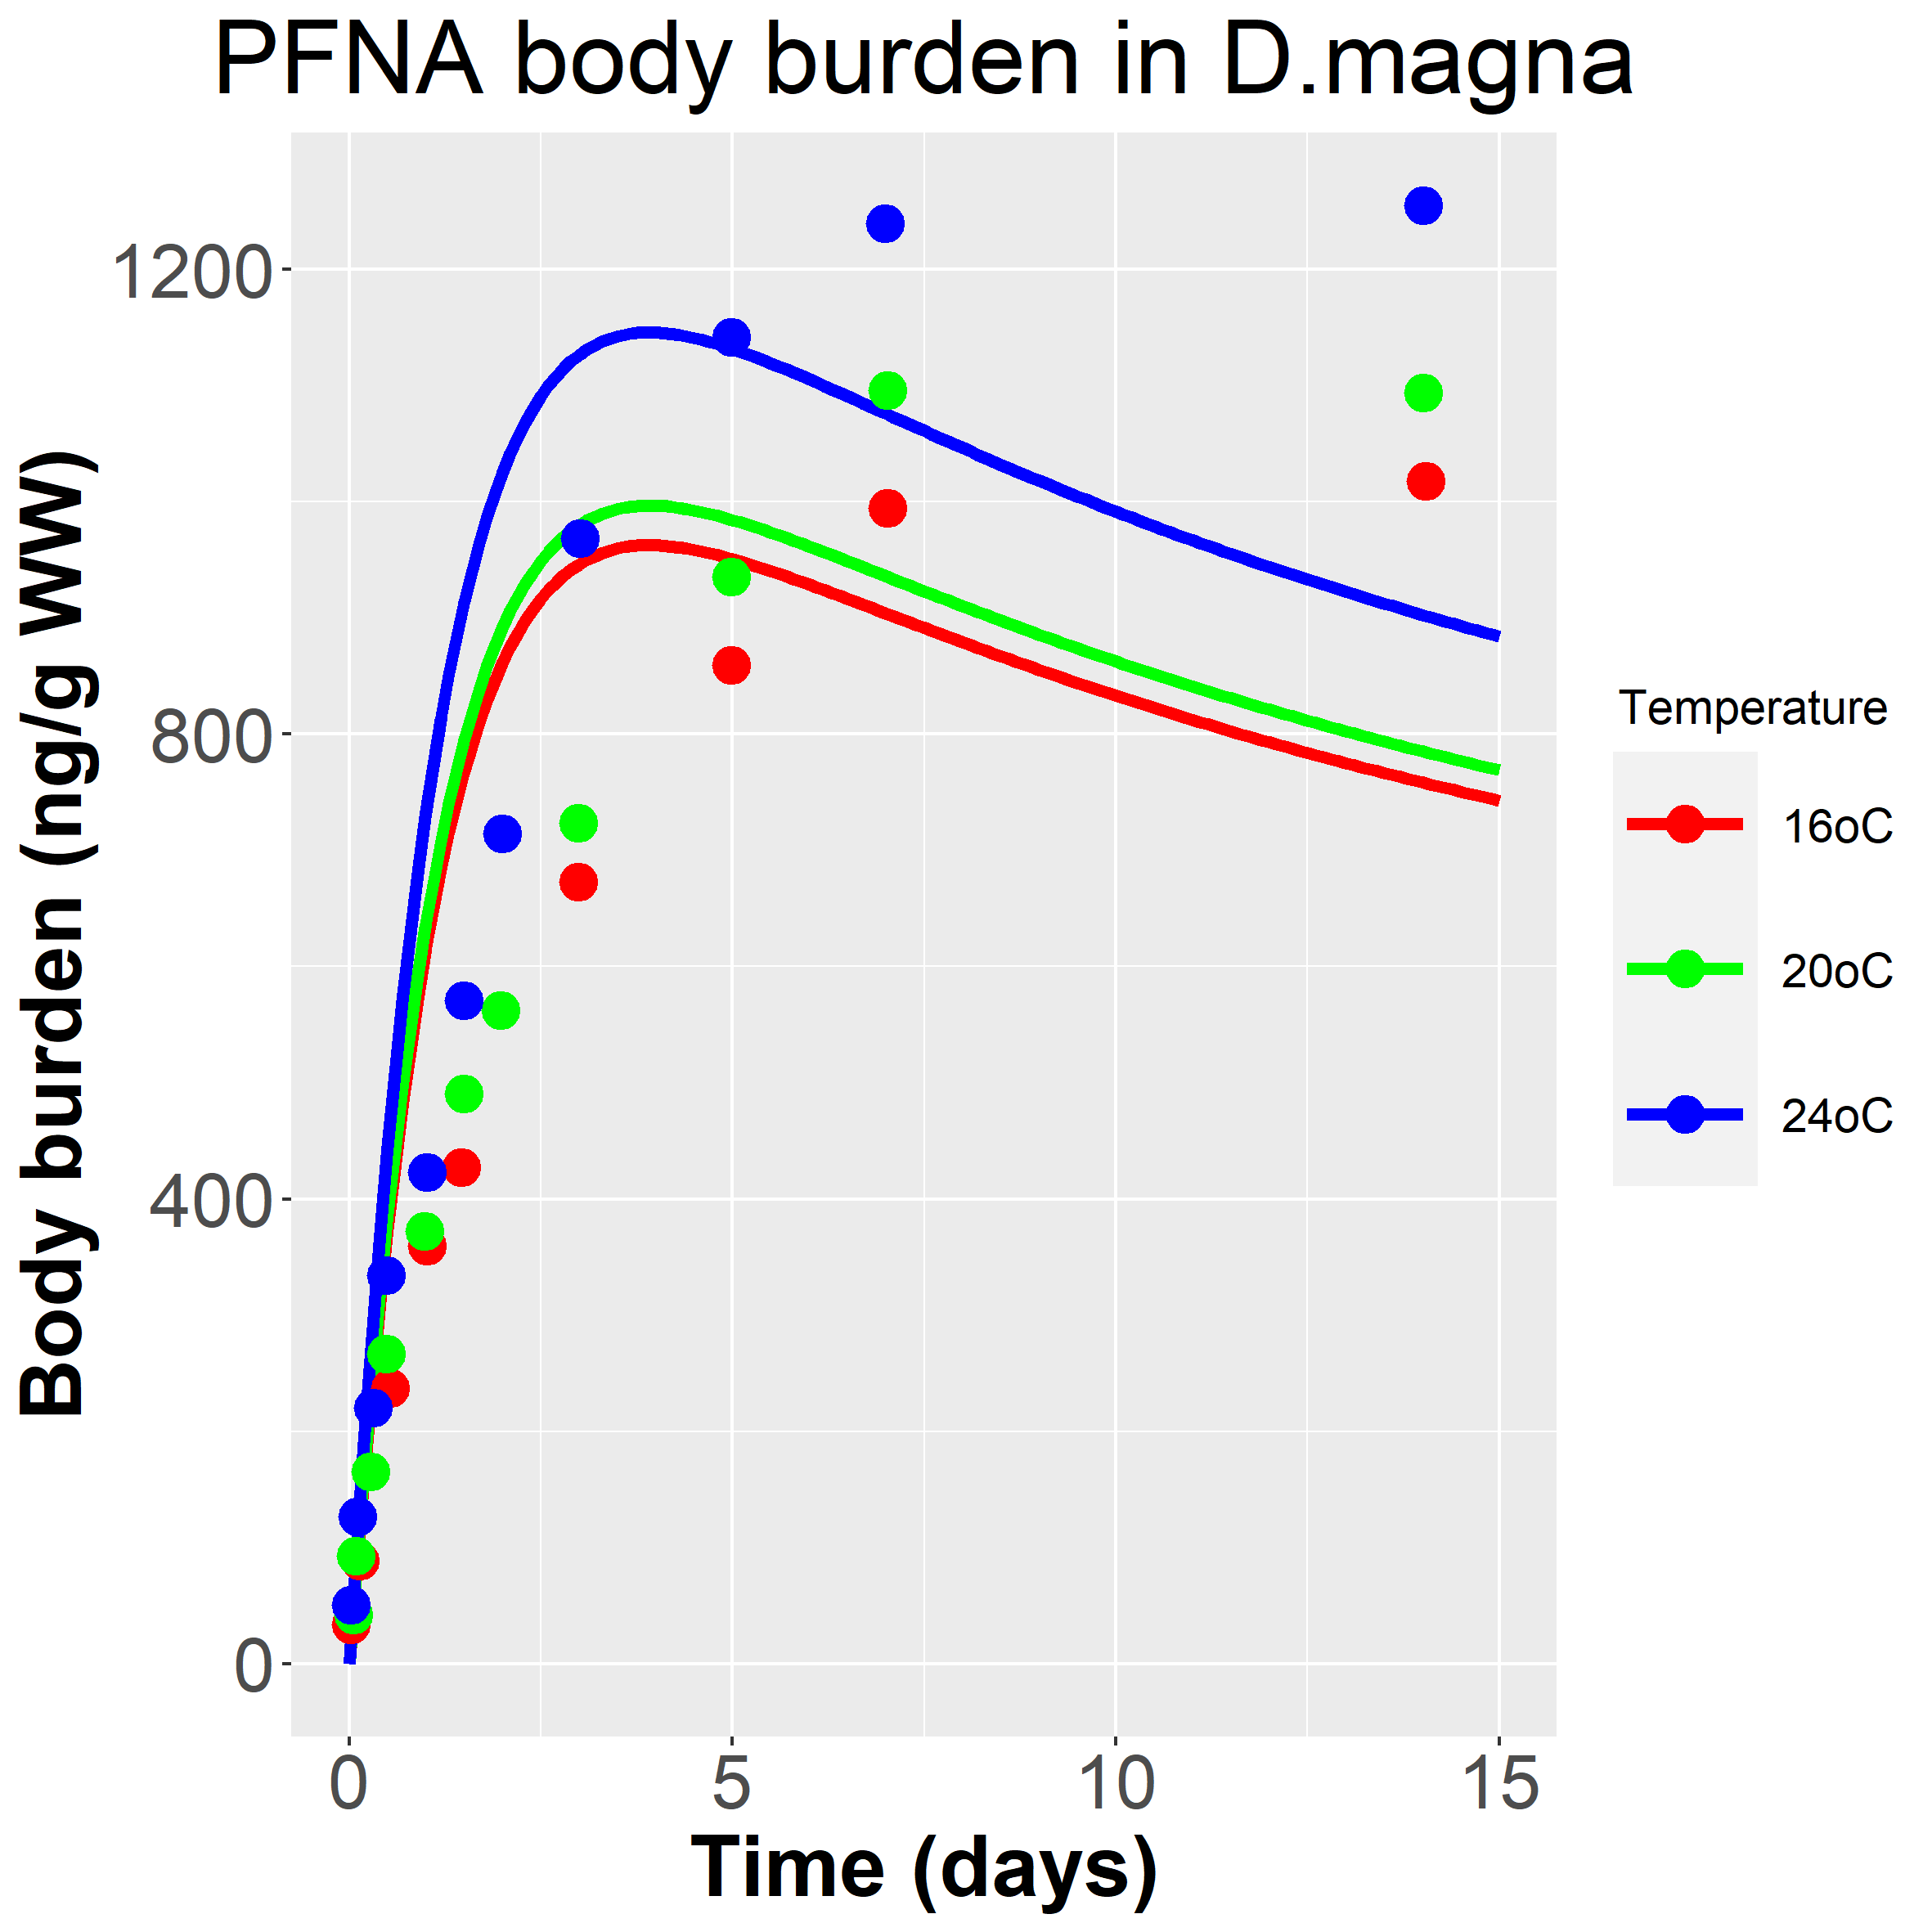 PFNA body burden in D.magna
Body burden (ng/g WW)
1200
800
400
0
0 5 10 15
Time (days)
Temperature
16oC
20oC
24oC